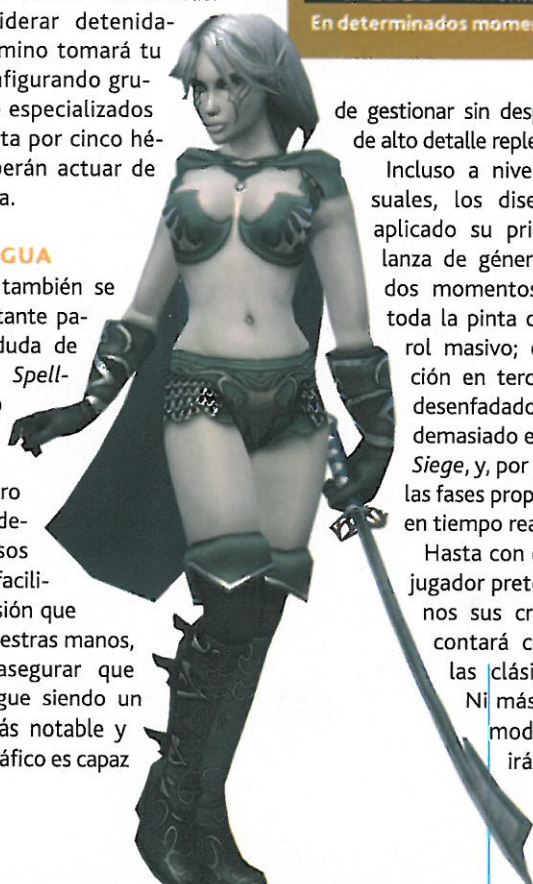 En determinados mome
siderar detenida-
mino tomará tu
nfigurando gru-
especializados
ta por cinco hé-
berán actuar de
a.
GUA
también se
tante pa-
duda de
Spell-
ro
de-
sos
facili-
sión que
estras manos,
asegurar que
gue siendo un
ás notable y
áfico es capaz
de gestionar sin desp
de alto detalle reple
Incluso a nive
suales, los dise
aplicado su pri
lanza de géner
dos momentos
toda la pinta d
rol masivo; e
ción en terc
desenfadado
demasiado e
Siege, y, por
las fases prop
en tiempo rea
Hasta con
jugador prete
nos sus cr
contará c
las clási
Ni más
mod
irá